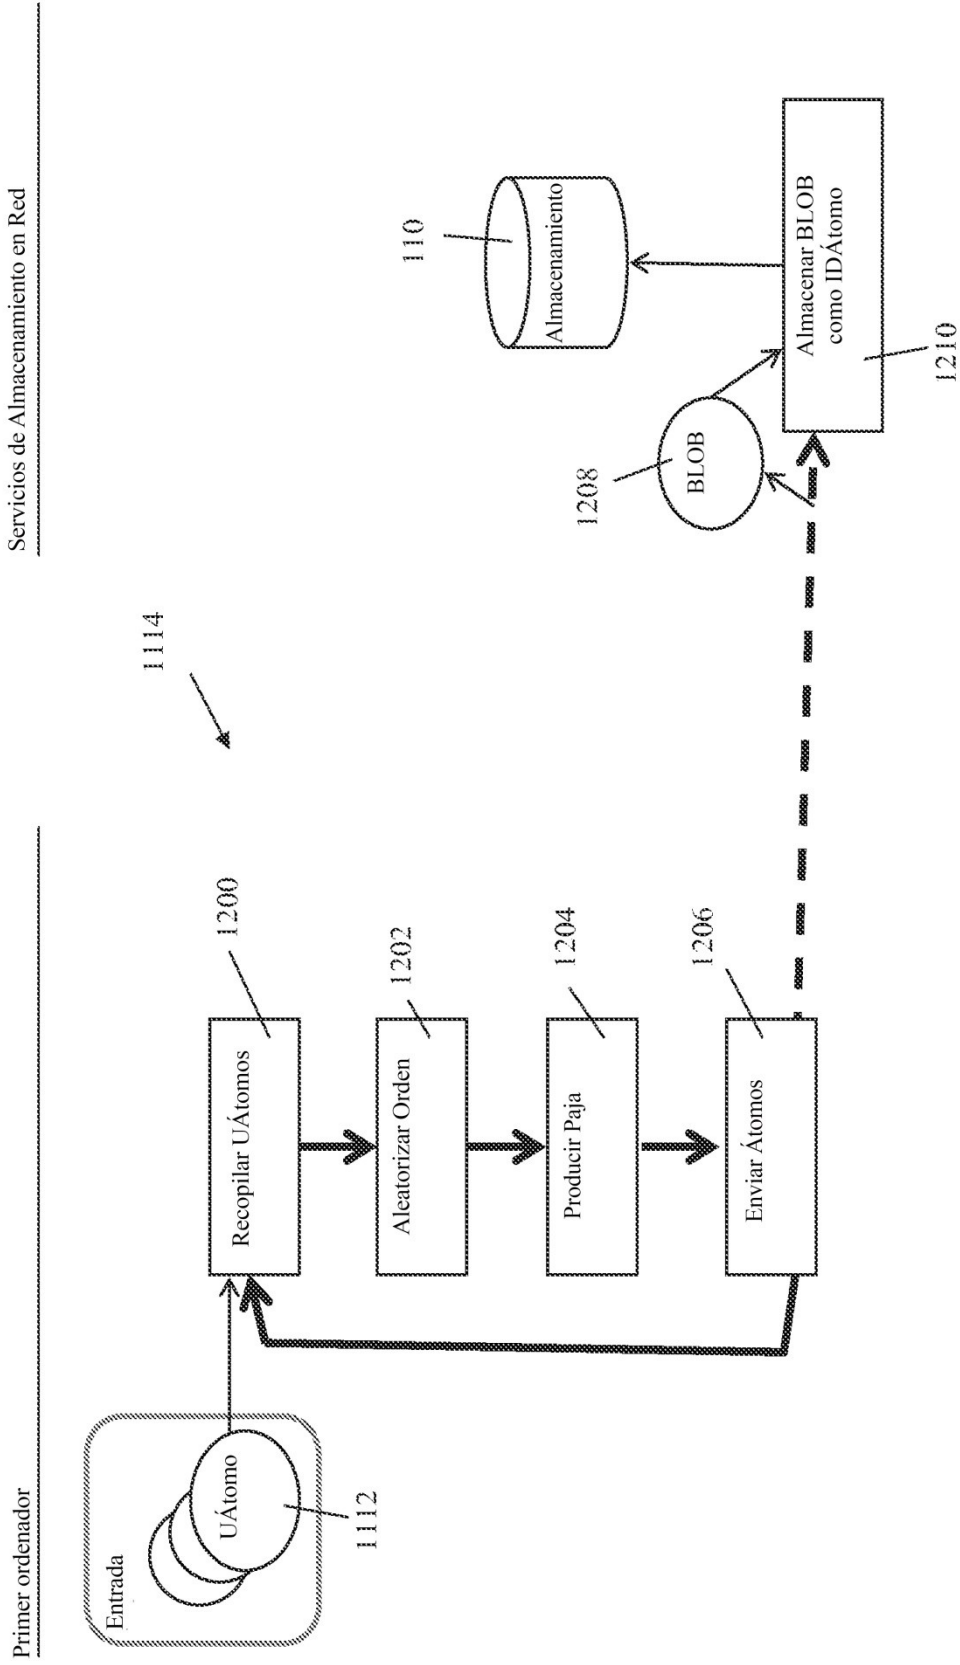 Primer ordenador
Servicios de Almacenamiento en Red
1114
Entrada
UÁtomo
1112
Recopilar UÁtomos
1200
Aleatorizar Orden
1202
Producir Paja
1204
Enviar Átomos
1206
BLOB
1208
Almacenamiento
110
Almacenar BLOB
como IDÁtomo
1210